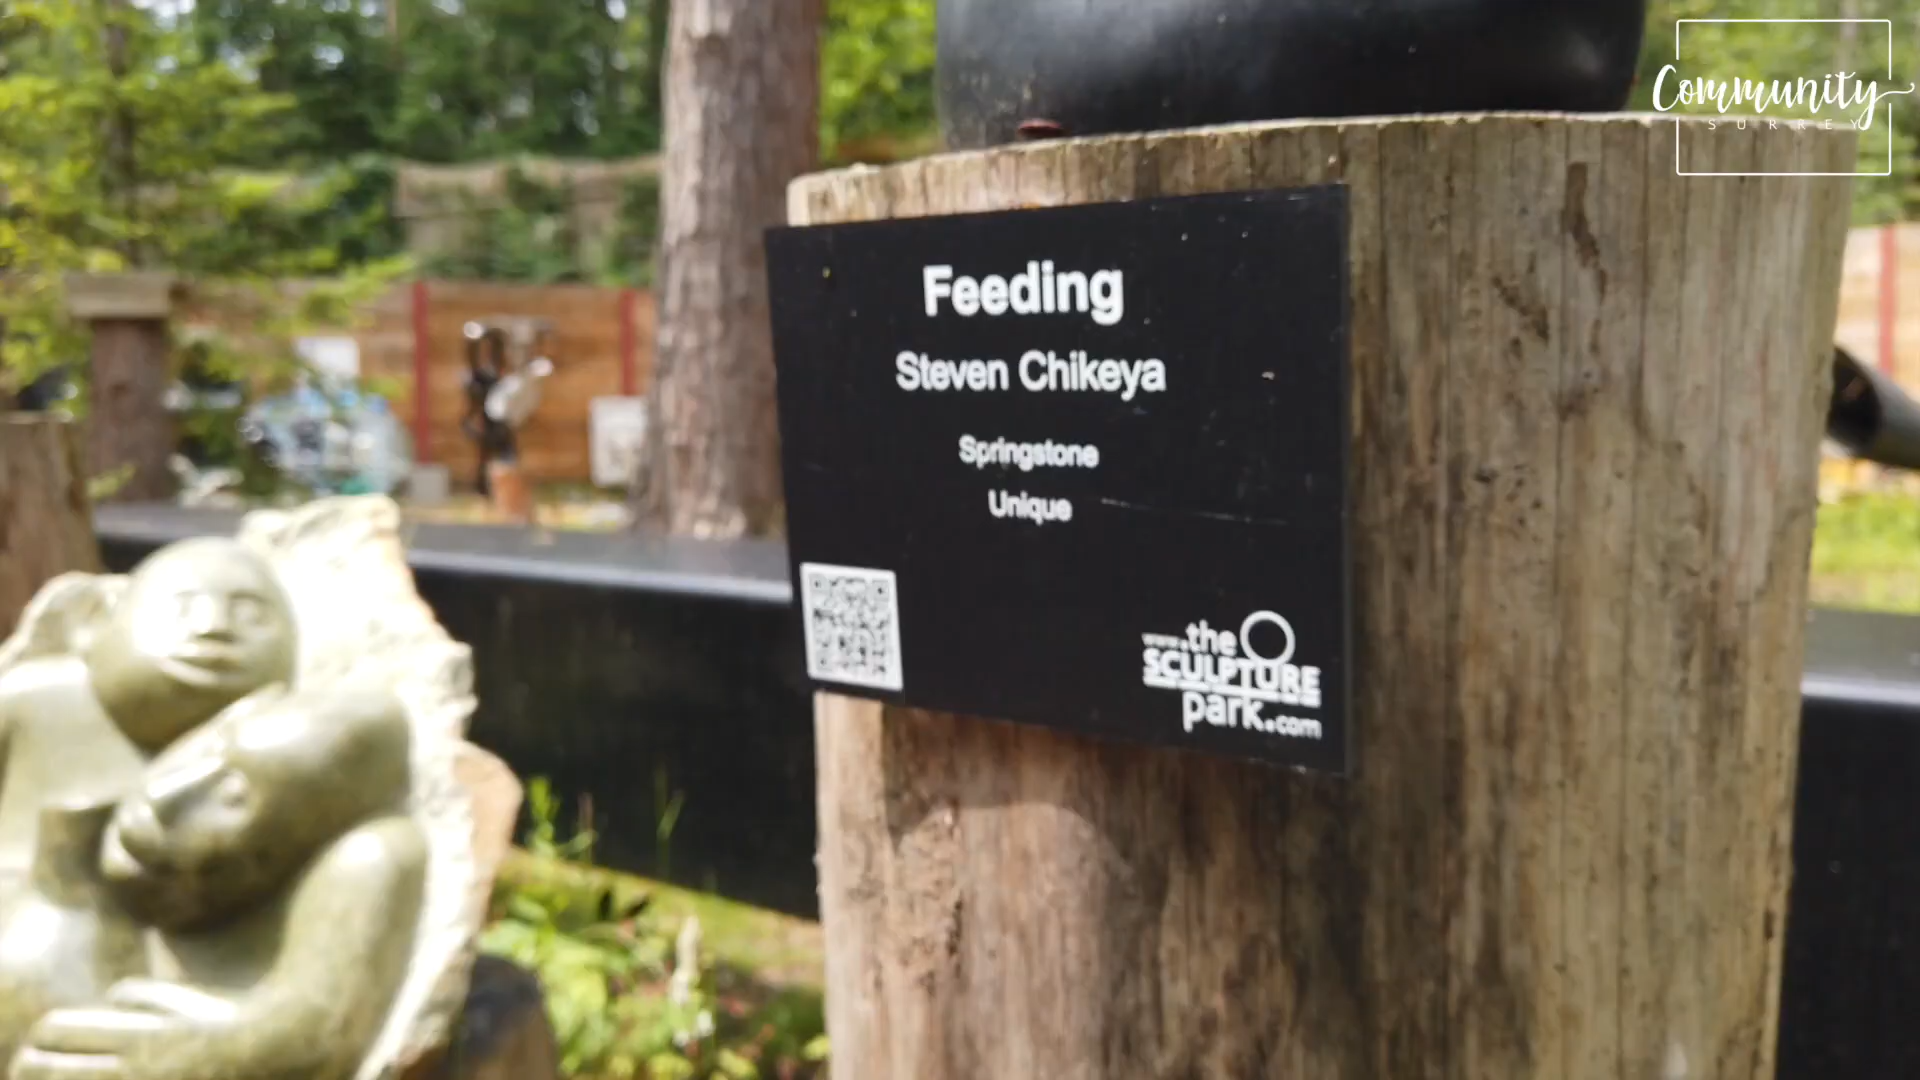 Community
SURREY
Feeding
Steven Chikeya
Springstone
Unique
www.the
SCULPTURE
park.com